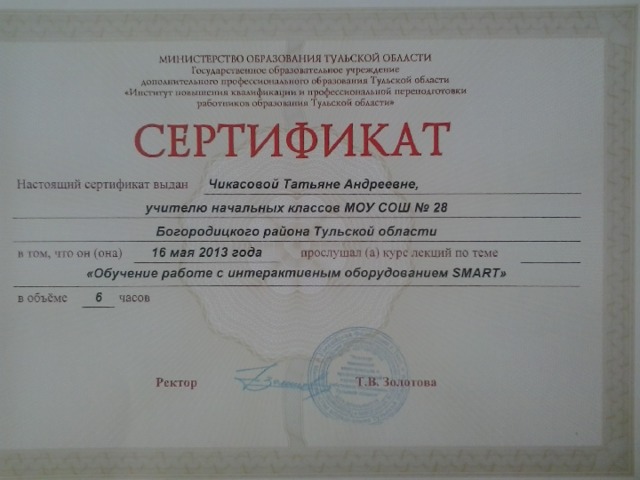 МИНИСТЕРСТВО ОБРАЗОВАНИЯ ТУЛЬСКОЙ ОБЛАСТИ
Государственное образовательное учреждение
дополнительного профессионального образования Тульской области
«Институт повышения квалификации и профессиональной переподготовки
работников образования Тульской области»
СЕРТИФИКАТ
Настоящий сертификат выдан Чикасовой Татьяне Андреевне,
учителю начальных классов МОУ СОШ № 28
Богородицкого района Тульской области
в том, что он (она) 16 мая 2013 года прослушал (а) курс лекций по теме
«Обучение работе с интерактивным оборудованием SMART»
в объёме 6 часов
Ректор Т.В. Золотова